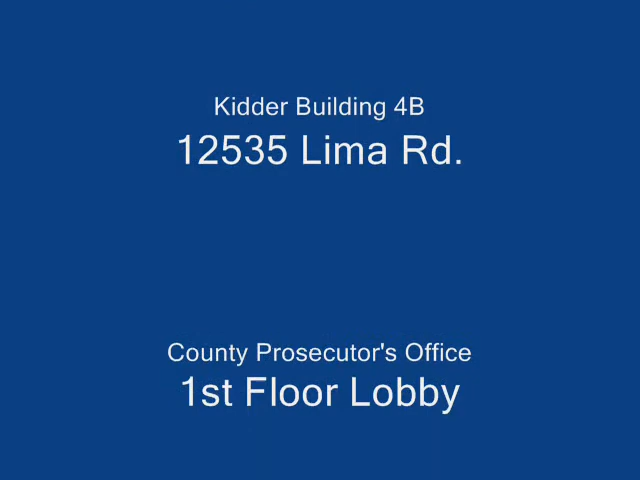 Kidder Building 4B
12535 Lima Rd.
County Prosecutor's Office
1st Floor Lobby